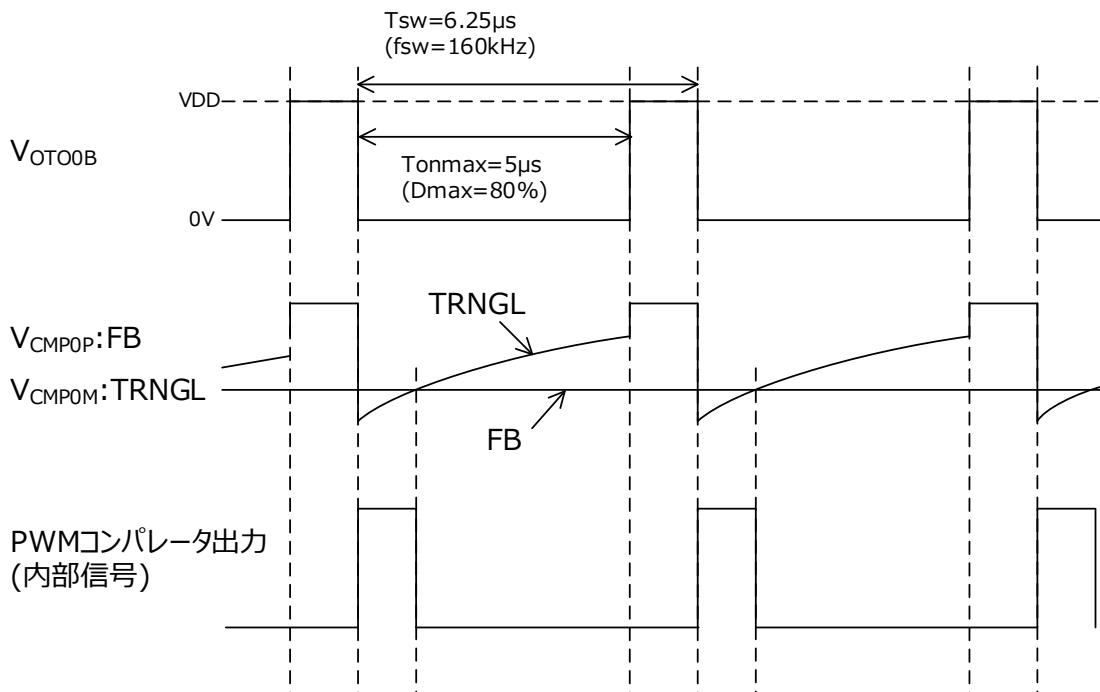 Tsw=6.25μs
(fsw=160kHz)
VDD
VOTO0B
Tonmax=5μs
(Dmax=80%)
0V
TRNGL
VCMP0P:FB
VCMP0M:TRNGL
FB
PWMコンパレータ出力
(内部信号)